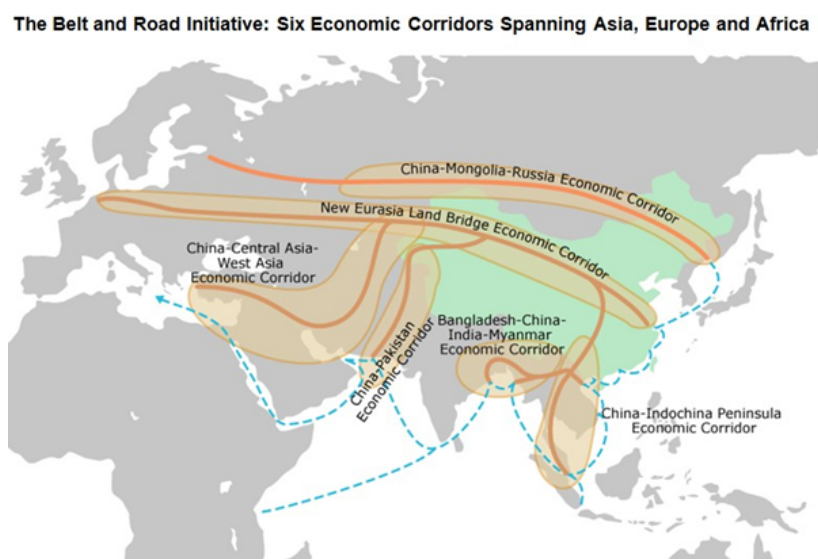 The Belt and Road Initiative: Six Economic Corridors Spanning Asia, Europe and Africa
China-Mongolia-Russia Economic Corridor
New Eurasia Land Bridge Economic Corridor
China-Central Asia-
West Asia
Economic Corridor
China-Pakistan
Economic Corridor
Bangladesh-China-
India-Myanmar
Economic Corridor
China-Indochina Peninsula
Economic Corridor